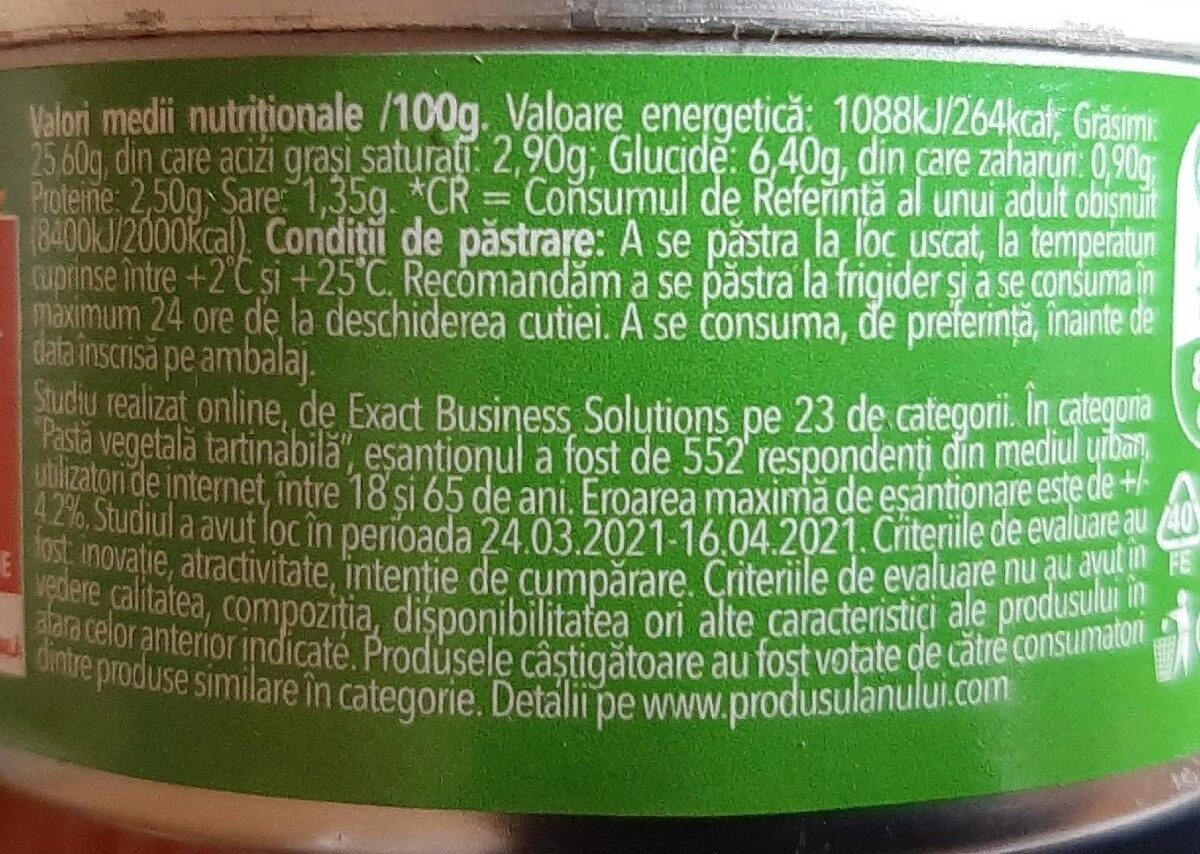 Valori medii nutriționale /100g. Valoare energetică: 1088kJ/264kcal, Grăsimi:
25,60g, din care acizi grași saturați: 2,90g; Glucide: 6,40g, din care zaharuri: 0,90g;
Proteine: 2,50g; Sare: 1,35g. *CR = Consumul de Referință al unui adult obișnuit
(8400kJ/2000kcal). Condiții de păstrare: A se păstra la loc uscat, la temperaturi
cuprinse între +2°C și +25°C. Recomandăm a se păstra la frigider și a se consuma în
maximum 24 ore de la deschiderea cutiei. A se consuma, de preferință, înainte de
data înscrisă pe ambalaj.
Studiu realizat online, de Exact Business Solutions pe 23 de categorii. În categoria
"Pastă vegetală tartinabilă", eșantionul a fost de 552 respondenți din mediul urban,
utilizatori de internet, între 18 și 65 de ani. Eroarea maximă de eșantionare este de +/-
4.2%. Studiul a avut loc în perioada 24.03.2021-16.04.2021. Criteriile de evaluare au
fost: inovație, atractivitate, intenție de cumpărare. Criteriile de evaluare nu au avut în
vedere calitatea, compoziția, disponibilitatea ori alte caracteristici ale produsului în
afara celor anterior indicate. Produsele câștigătoare au fost votate de către consumatori
dintre produse similare în categorie. Detalii pe www.produsulanului.com
40
FE